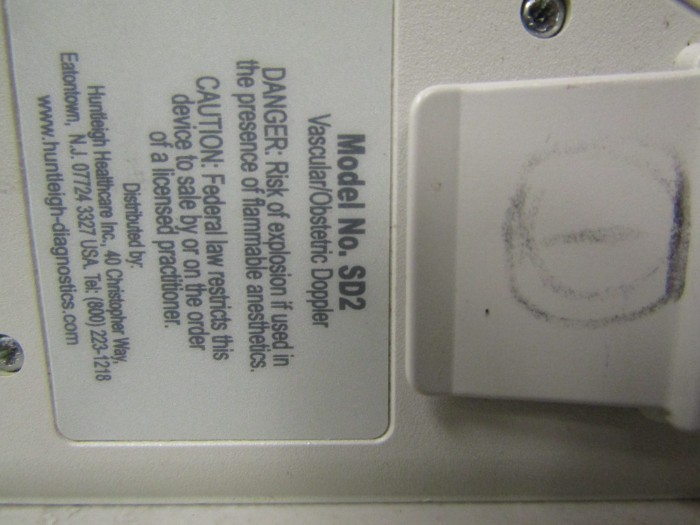 Model No. SD2
Vascular/Obstetric Doppler
DANGER: Risk of explosion if used in
the presence of flammable anesthetics.
CAUTION: Federal law restricts this
device to sale by or on the order
of a licensed practitioner.
Distributed by:
Huntleigh Healthcare Inc., 40 Christopher Way,
Eatontown, N.J. 07724 3327 USA. Tel: (800) 223-1218
www.huntleigh-diagnostics.com